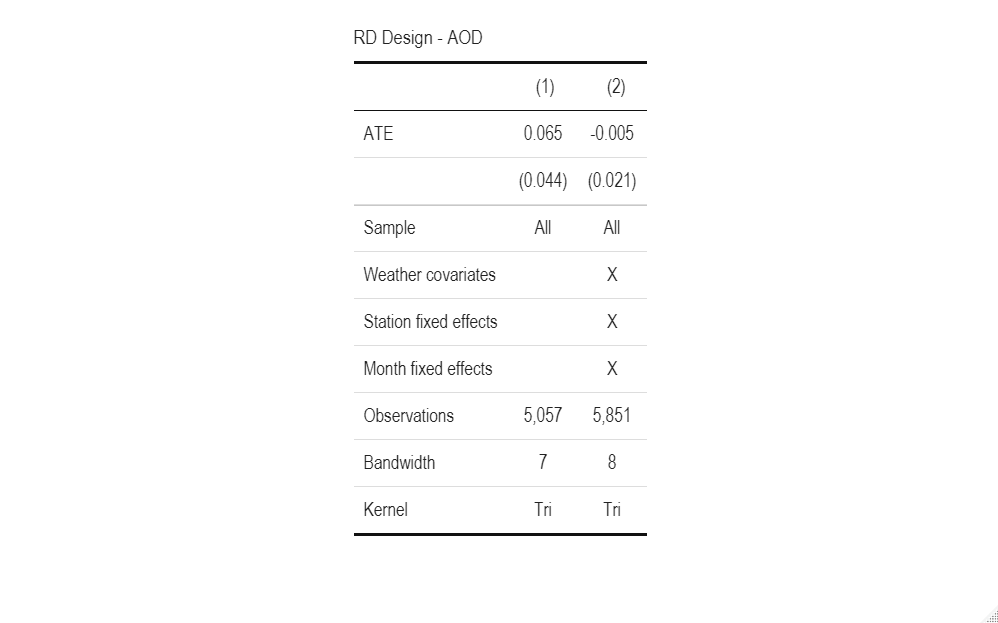 RD Design - AOD
(1) (2)
ATE 0.065 -0.005
(0.044) (0.021)
Sample All All
Weather covariates X
Station fixed effects X
Month fixed effects X
Observations 5,057 5,851
Bandwidth 7 8
Kernel Tri Tri